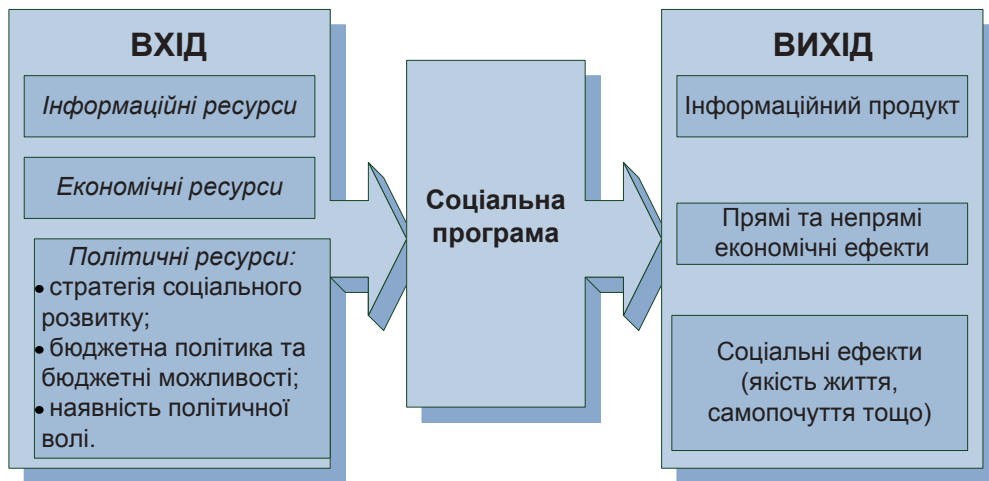 ВХІД
Інформаційні ресурси
Економічні ресурси
Політичні ресурси:
• стратегія соціального
розвитку;
• бюджетна політика та
бюджетні можливості;
• наявність політичної
волі.
Соціальна
програма
ВИХІД
Інформаційний продукт
Прямі та непрямі
економічні ефекти
Соціальні ефекти
(якість життя,
самопочуття тощо)